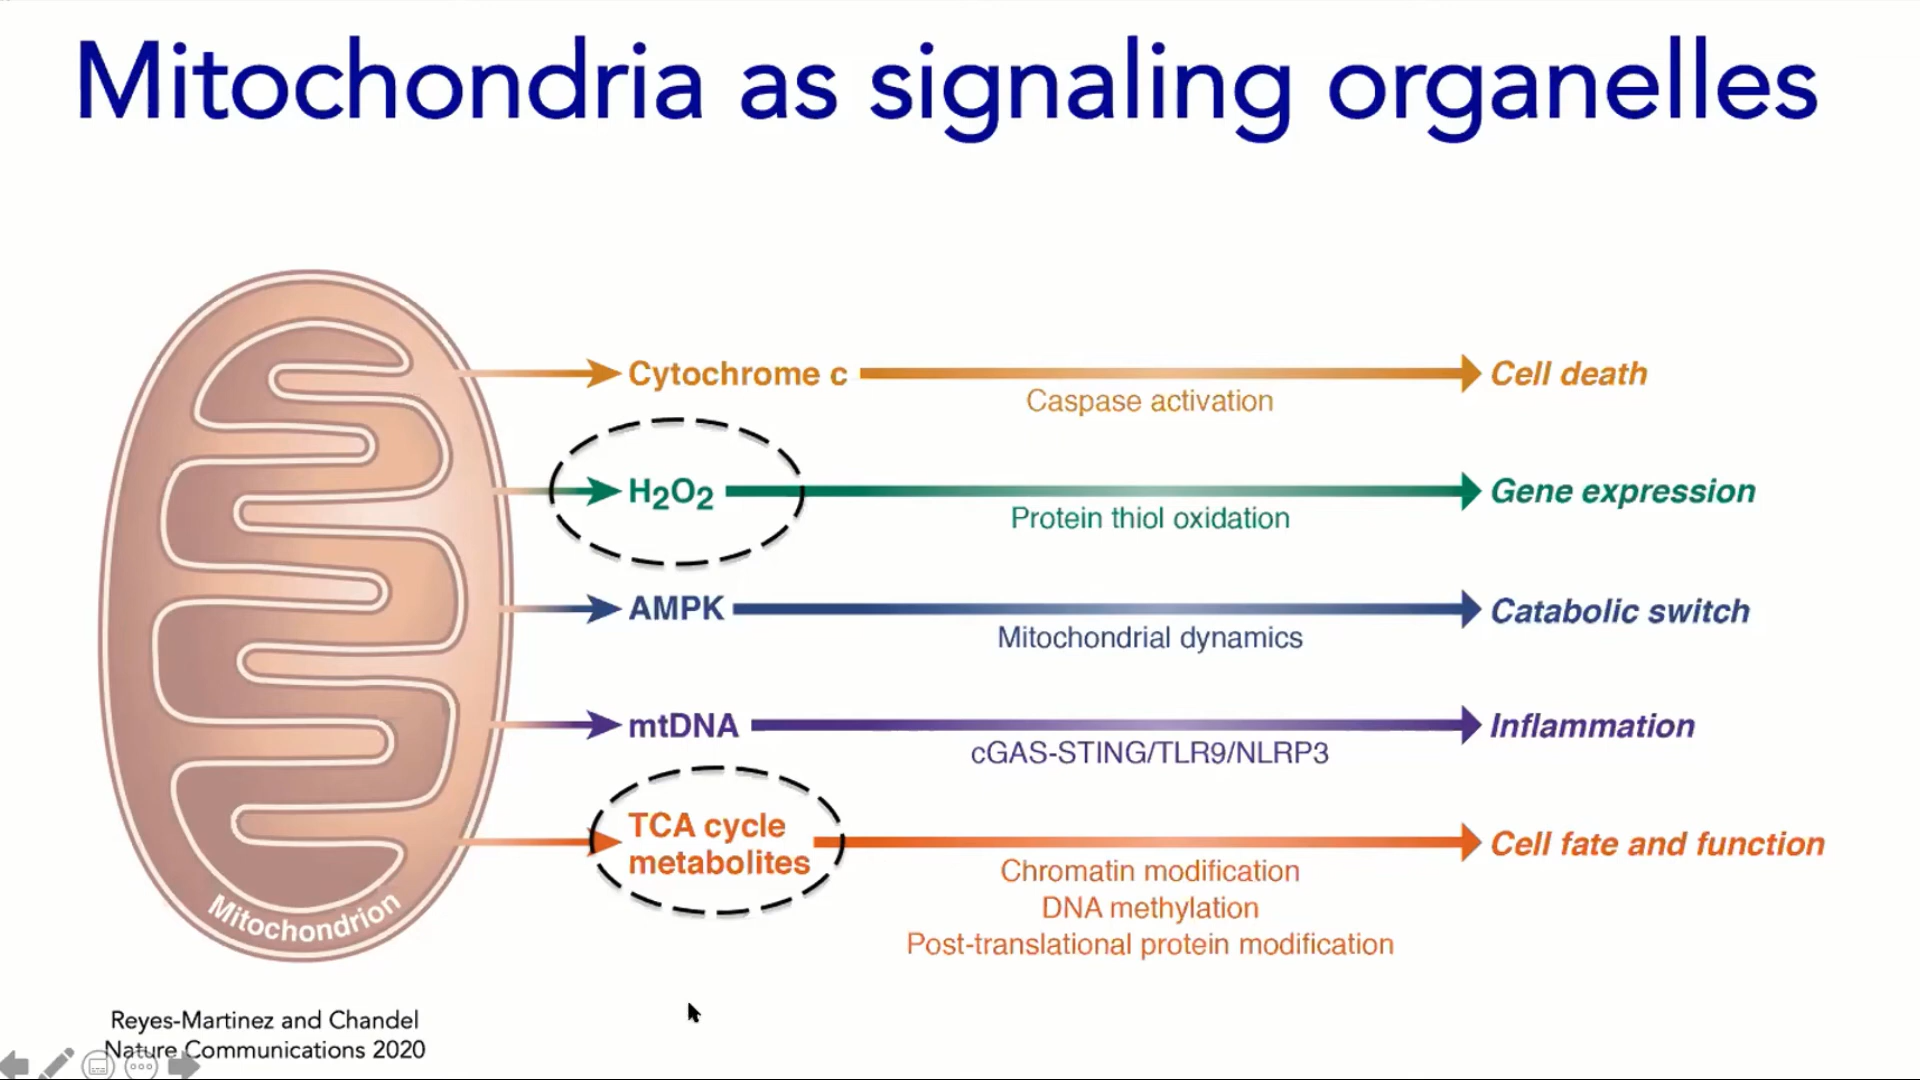 Mitochondria as signaling organelles
Cytochrome c
Caspase activation
Cell death
H2O2
Protein thiol oxidation
Gene expression
AMPK
Mitochondrial dynamics
Catabolic switch
mtDNA
cGAS-STING/TLR9/NLRP3
Inflammation
TCA cycle
metabolites
Chromatin modification
DNA methylation
Post-translational protein modification
Cell fate and function
Mitochondrion
Reyes-Martinez and Chandel
Nature Communications 2020